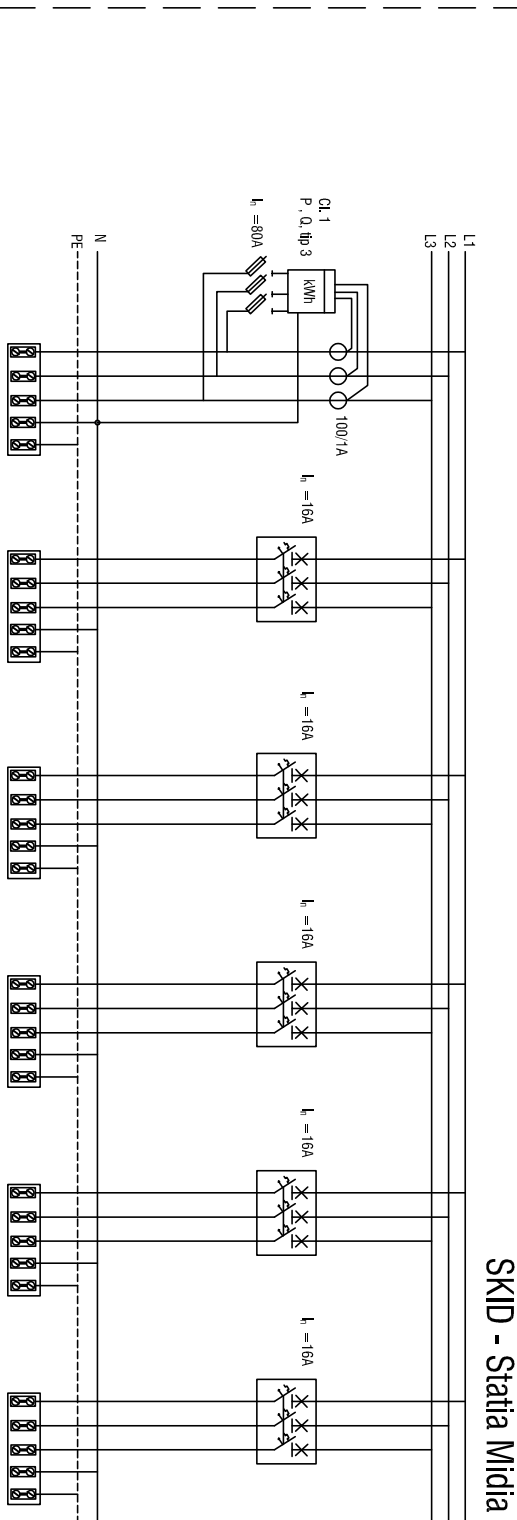 SKID - Statia Midia
L1
L2
L3
Cl. 1
P , Q, tip 3
kWh
Iₙ =80A
100/1A
N
PE
Iₙ =16A
Iₙ =16A
Iₙ =16A
Iₙ =16A
Iₙ =16A